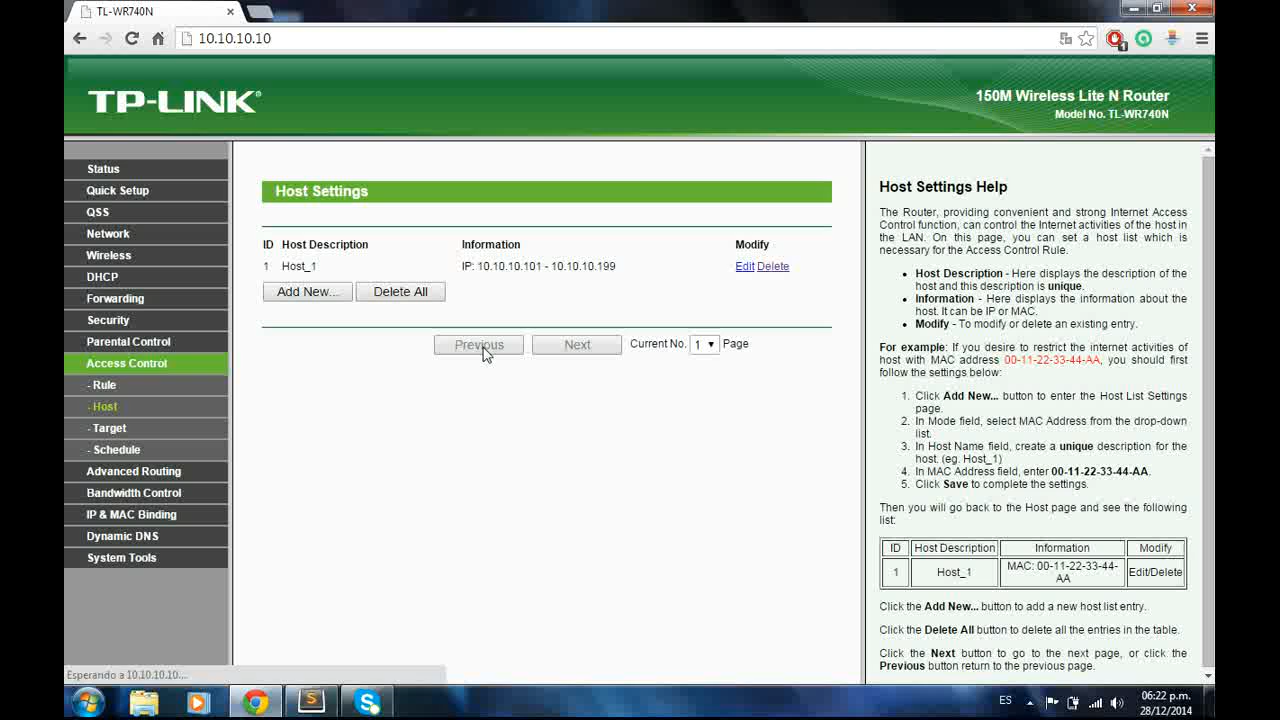 TL-WR740N
10.10.10.10
1
TP-LINK®
150M Wireless Lite N Router
Model No. TL-WR740N
Status
Quick Setup
QSS
Network
Wireless
DHCP
Forwarding
Security
Parental Control
Access Control
- Rule
- Host
- Target
- Schedule
Advanced Routing
Bandwidth Control
IP & MAC Binding
Dynamic DNS
System Tools
Host Settings
ID Host Description Information Modify
1 Host_1 IP: 10.10.10.101 - 10.10.10.199 Edit Delete
Add New... Delete All
Previous Next Current No. 1 Page
Host Settings Help
The Router, providing convenient and strong Internet Access
Control function, can control the Internet activities of the host in
the LAN. On this page, you can set a host list which is
necessary for the Access Control Rule.
Host Description - Here displays the description of the
host and this description is unique.
Information - Here displays the information about the
host. It can be IP or MAC.
Modify - To modify or delete an existing entry.
For example: If you desire to restrict the internet activities of
host with MAC address 00-11-22-33-44-AA, you should first
follow the settings below:
1. Click Add New... button to enter the Host List Settings
page.
2. In Mode field, select MAC Address from the drop-down
list.
3. In Host Name field, create a unique description for the
host. (eg. Host_1)
4. In MAC Address field, enter 00-11-22-33-44-AA.
5. Click Save to complete the settings.
Then you will go back to the Host page and see the following
list:
ID Host Description Information Modify
1 Host_1 MAC: 00-11-22-33-44-
AA Edit/Delete
Click the Add New... button to add a new host list entry.
Click the Delete All button to delete all the entries in the table.
Click the Next button to go to the next page, or click the
Previous button return to the previous page.
Esperando a 10.10.10.10...
ES
06:22 p.m.
28/12/2014